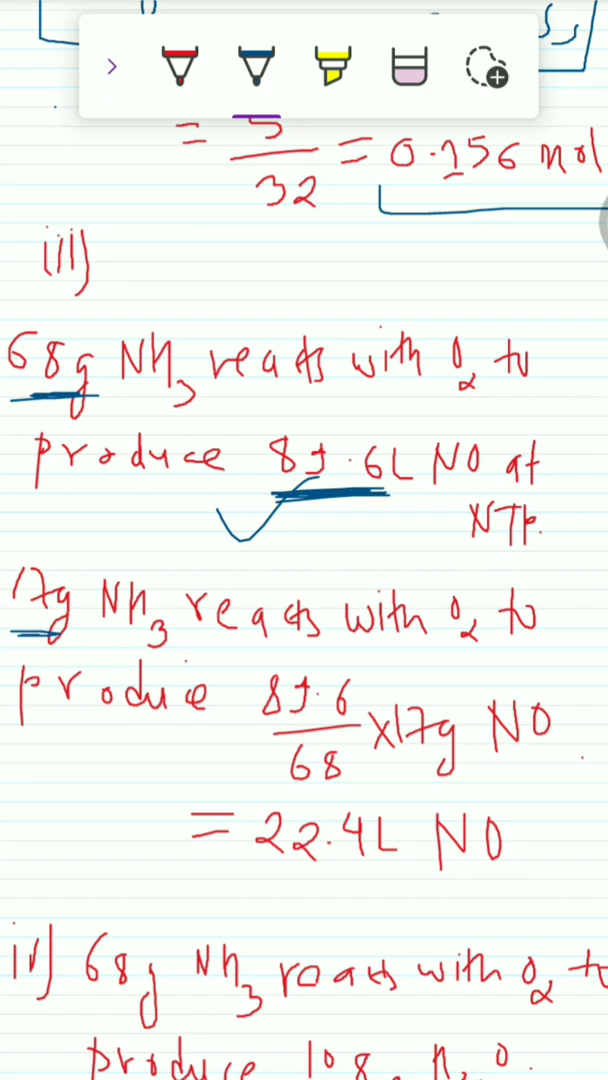 = 5/32 = 0.156 mol
iii)
68g NH3 reacts with O2 to
produce 89.6L NO at
NTP.
17g NH3 reacts with O2 to
produce 89.6/68 x17g NO
= 22.4L NO
iv) 68g NH3 reacts with O2 to
produce 108 H2O.